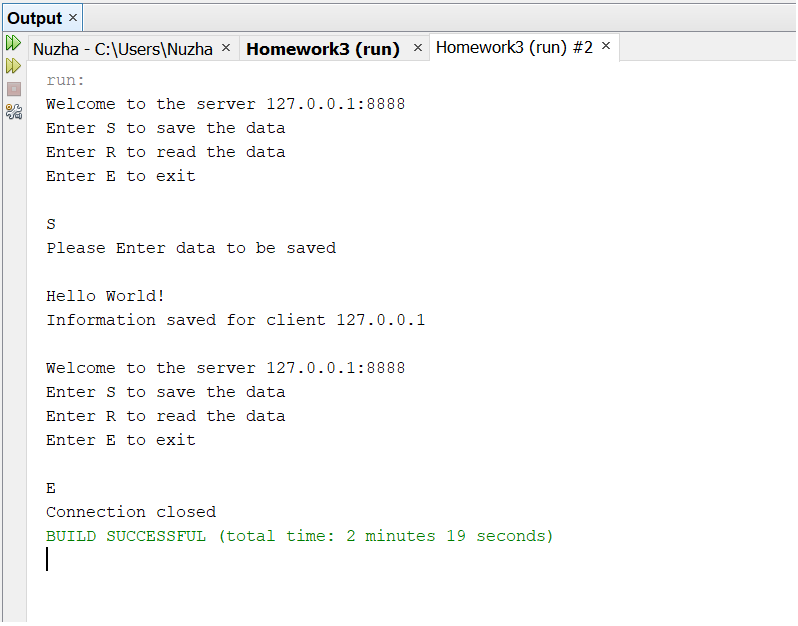 Output ×
Nuzha - C:\Users\Nuzha × Homework3 (run) × Homework3 (run) #2 ×
run:
Welcome to the server 127.0.0.1:8888
Enter S to save the data
Enter R to read the data
Enter E to exit
S
Please Enter data to be saved
Hello World!
Information saved for client 127.0.0.1
Welcome to the server 127.0.0.1:8888
Enter S to save the data
Enter R to read the data
Enter E to exit
E
Connection closed
BUILD SUCCESSFUL (total time: 2 minutes 19 seconds)